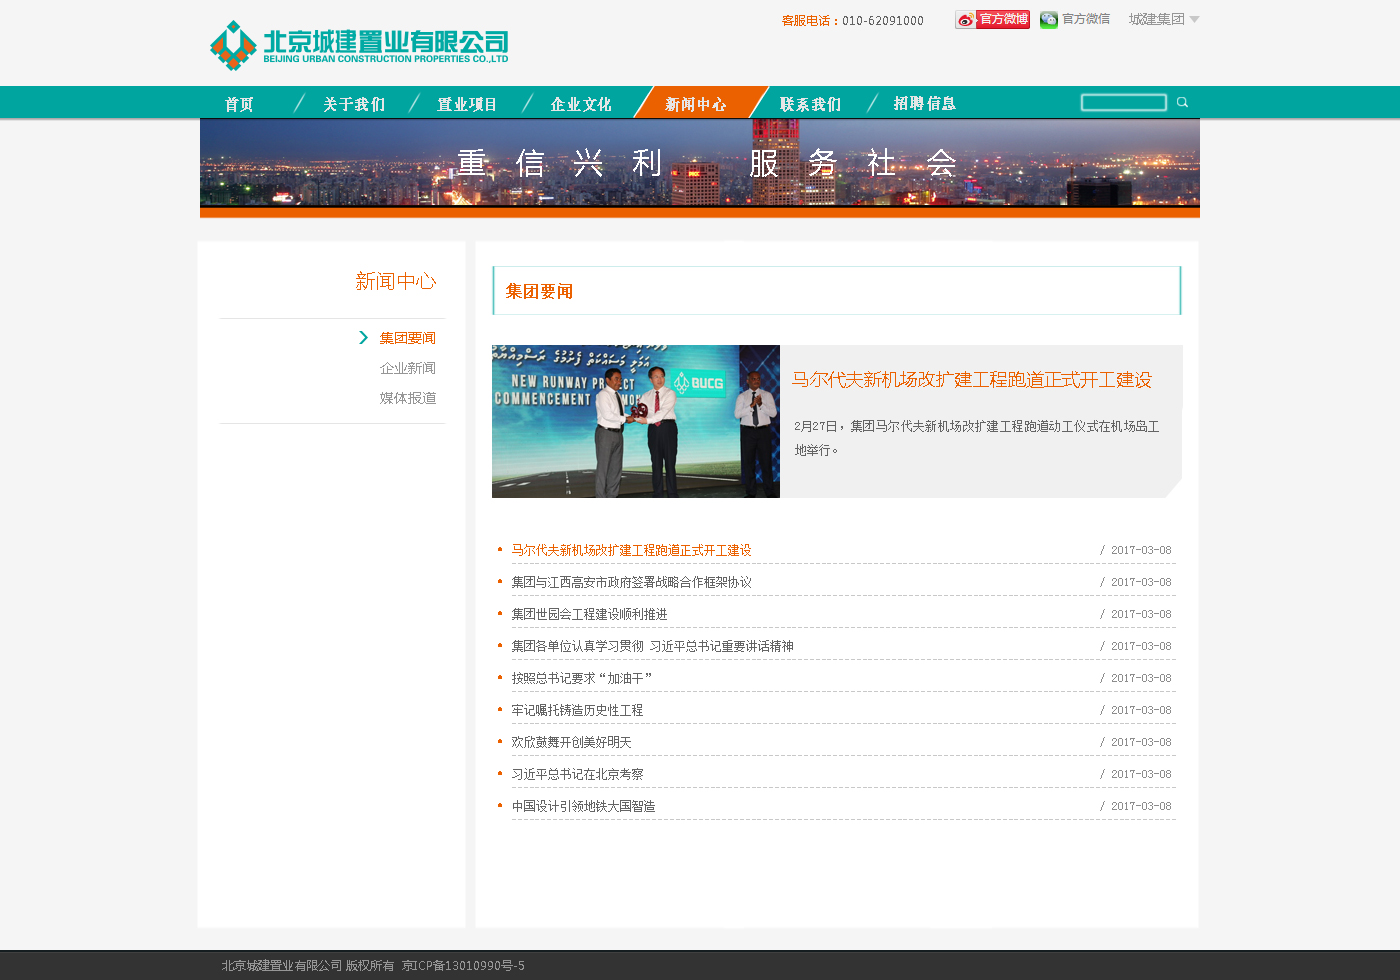 北京城建置业有限公司
BEIJING URBAN CONSTRUCTION PROPERTIES CO.,LTD
客服电话：010-62091000
官方微博
官方微信
城建集团
首页
关于我们
置业项目
企业文化
新闻中心
联系我们
招聘信息
重信兴利 服务社会
新闻中心
集团要闻
企业新闻
媒体报道
集团要闻
NEW RUNWAY PROJECT
COMMENCEMENT
BUCG
马尔代夫新机场改扩建工程跑道正式开工建设
2月27日，集团马尔代夫新机场改扩建工程跑道动工仪式在机场岛工
地举行。
马尔代夫新机场改扩建工程跑道正式开工建设 / 2017-03-08
集团与江西高安市政府签署战略合作框架协议 / 2017-03-08
集团世园会工程建设顺利推进 / 2017-03-08
集团各单位认真学习贯彻 习近平总书记重要讲话精神 / 2017-03-08
按照总书记要求“加油干” / 2017-03-08
牢记嘱托铸造历史性工程 / 2017-03-08
欢欣鼓舞开创美好明天 / 2017-03-08
习近平总书记在北京考察 / 2017-03-08
中国设计引领地铁大国智造 / 2017-03-08
北京城建置业有限公司 版权所有 京ICP备13010990号-5